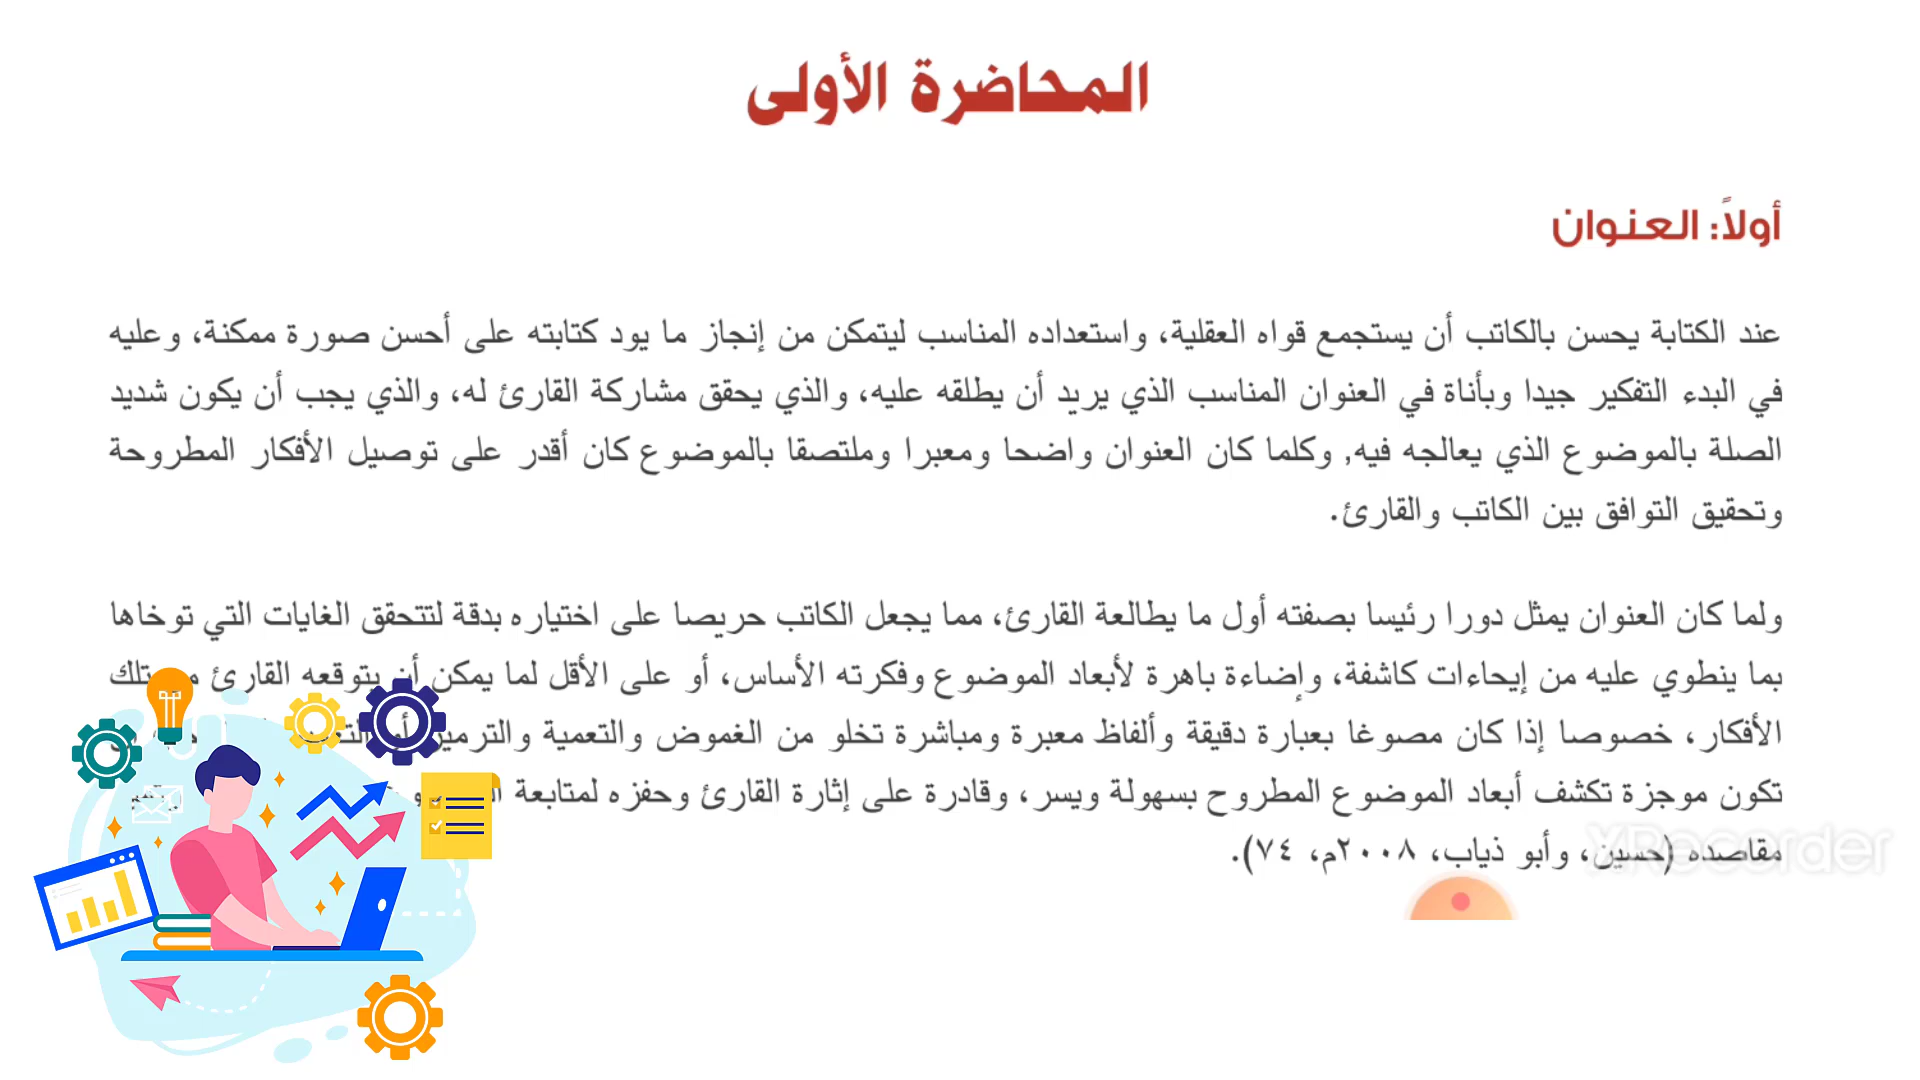 المحاضرة الأولى
أولاً: العنوان
عند الكتابة يحسن بالكاتب أن يستجمع قواه العقلية، واستعداده المناسب ليتمكن من إنجاز ما يود كتابته على أحسن صورة ممكنة، وعليه
في البدء التفكير جيدا وبأناة في العنوان المناسب الذي يريد أن يطلقه عليه، والذي يحقق مشاركة القارئ له، والذي يجب أن يكون شديد
الصلة بالموضوع الذي يعالجه فيه, وكلما كان العنوان واضحا ومعبرا وملتصقا بالموضوع كان أقدر على توصيل الأفكار المطروحة
وتحقيق التوافق بين الكاتب والقارئ.
ولما كان العنوان يمثل دورا رئيسا بصفته أول ما يطالعة القارئ، مما يجعل الكاتب حريصا على اختياره بدقة لتتحقق الغايات التي توخاها
بما ينطوي عليه من إيحاءات كاشفة، وإضاءة باهرة لأبعاد الموضوع وفكرته الأساس، أو على الأقل لما يمكن أن يتوقعه القارئ تلك
الأفكار، خصوصا إذا كان مصوغا بعبارة دقيقة وألفاظ معبرة ومباشرة تخلو من الغموض والتعمية والترميز أو
تكون موجزة تكشف أبعاد الموضوع المطروح بسهولة ويسر، وقادرة على إثارة القارئ وحفزه لمتابعة
مقاصده (حسين، وأبو ذياب، ٢٠٠٨م، ٧٤).
XRecorder